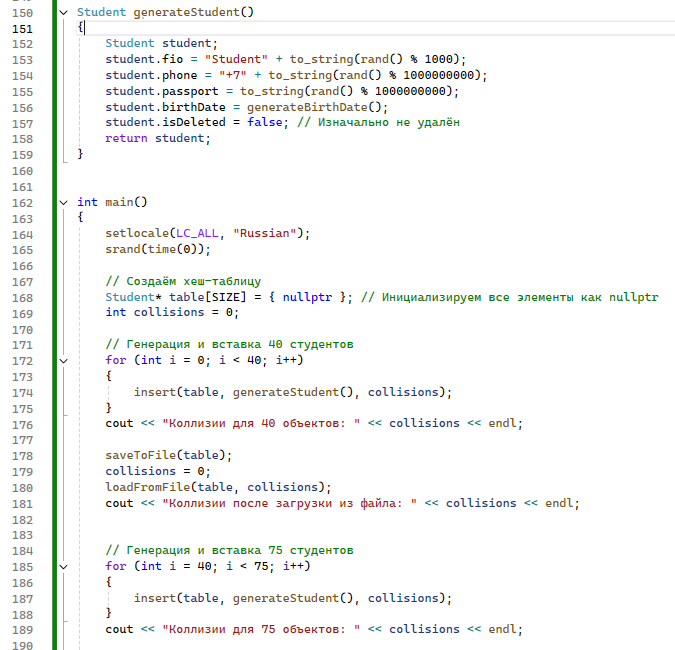 150 Student generateStudent()
151 {
152     Student student;
153     student.fio = "Student" + to_string(rand() % 1000);
154     student.phone = "+7" + to_string(rand() % 1000000000);
155     student.passport = to_string(rand() % 1000000000);
156     student.birthDate = generateBirthDate();
157     student.isDeleted = false; // Изначально не удалён
158     return student;
159 }
160
161
162 int main()
163 {
164     setlocale(LC_ALL, "Russian");
165     srand(time(0));
166
167     // Создаём хеш-таблицу
168     Student* table[SIZE] = { nullptr }; // Инициализируем все элементы как nullptr
169     int collisions = 0;
170
171     // Генерация и вставка 40 студентов
172     for (int i = 0; i < 40; i++)
173     {
174         insert(table, generateStudent(), collisions);
175     }
176     cout << "Коллизии для 40 объектов: " << collisions << endl;
177
178     saveToFile(table);
179     collisions = 0;
180     loadFromFile(table, collisions);
181     cout << "Коллизии после загрузки из файла: " << collisions << endl;
182
183
184     // Генерация и вставка 75 студентов
185     for (int i = 40; i < 75; i++)
186     {
187         insert(table, generateStudent(), collisions);
188     }
189     cout << "Коллизии для 75 объектов: " << collisions << endl;
190